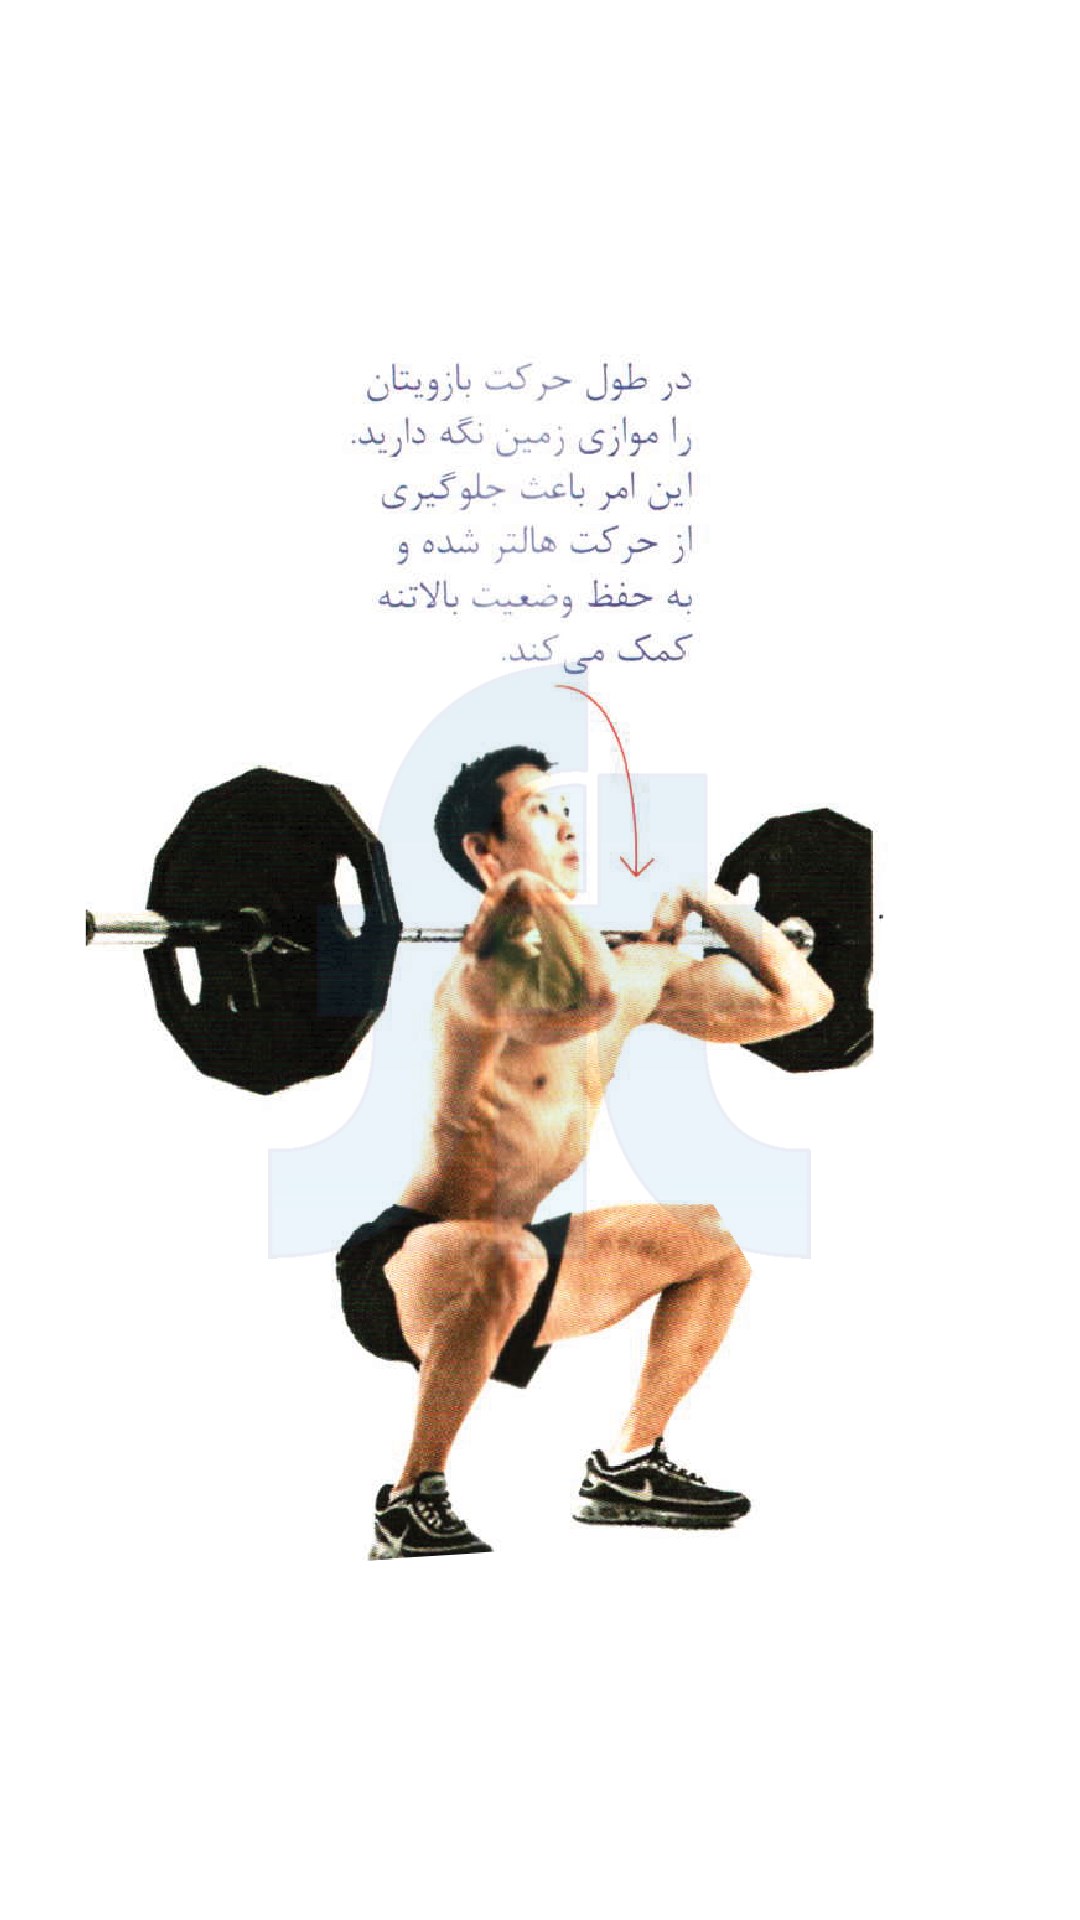 در طول حرکت بازویتان
را موازی زمین نگه دارید.
این امر باعث جلوگیری
از حرکت هالتر شده و
به حفظ وضعیت بالاتنه
کمک می‌کند.